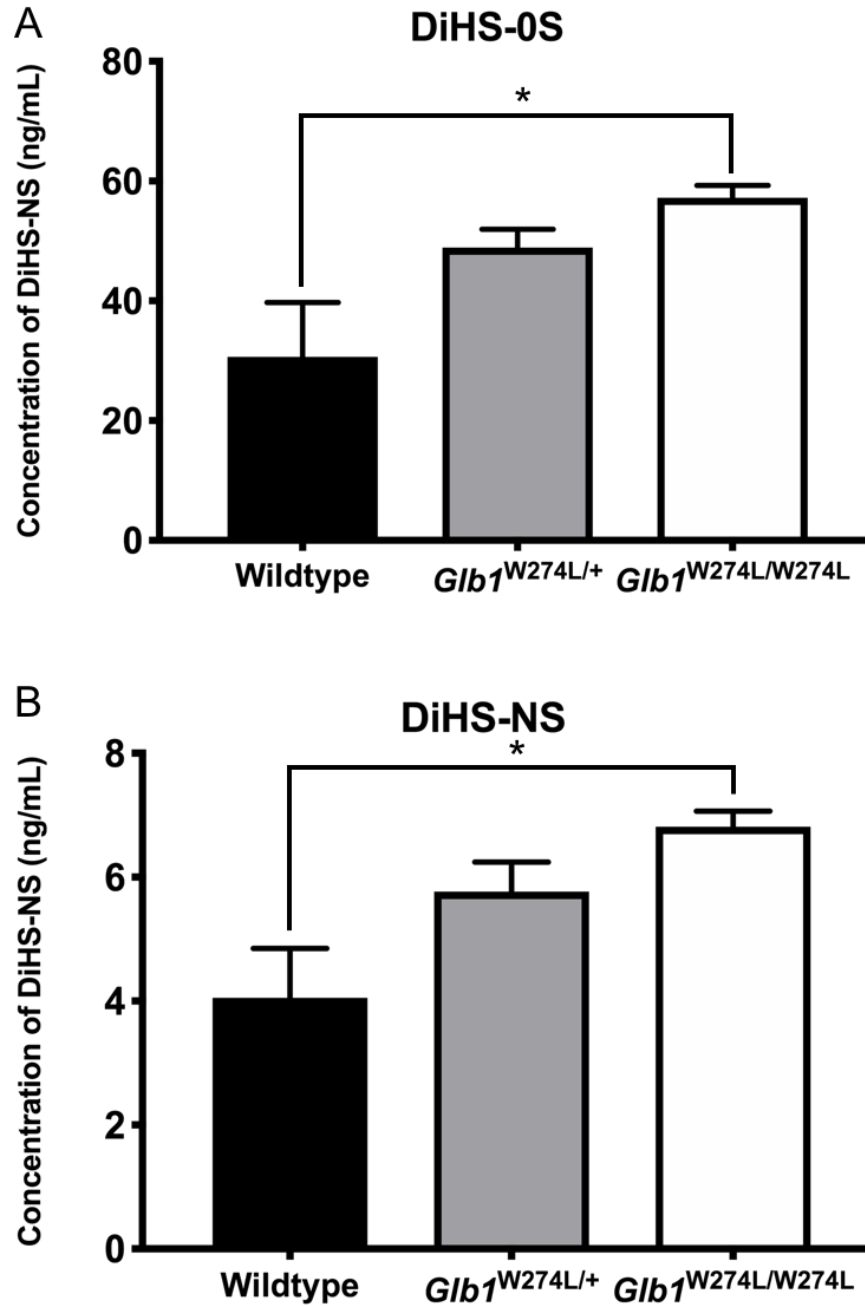 A
DiHS-0S
Concentration of DiHS-NS (ng/mL)
80
60
40
20
0
*
Wildtype
Glb1W274L/+
Glb1W274L/W274L
B
DiHS-NS
Concentration of DiHS-NS (ng/mL)
8
6
4
2
0
*
Wildtype
Glb1W274L/+
Glb1W274L/W274L